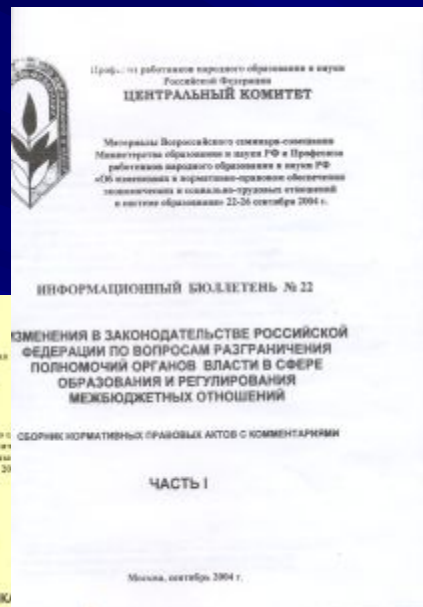 работников народного образования и науки
Российской Федерации
ЦЕНТРАЛЬНЫЙ КОМИТЕТ
Материалы Всероссийского семинара-совещания
Министерства образования и науки РФ и Профсоюза
работников народного образования и науки РФ
«Об изменениях в нормативно-правовом обеспечении
экономических и социально-трудовых отношений
в системе образования» 22-26 сентября 2004 г.
ИНФОРМАЦИОННЫЙ БЮЛЛЕТЕНЬ № 22
ЗМЕНЕНИЯ В ЗАКОНОДАТЕЛЬСТВЕ РОССИЙСКОЙ
ФЕДЕРАЦИИ ПО ВОПРОСАМ РАЗГРАНИЧЕНИЯ
ПОЛНОМОЧИЙ ОРГАНОВ ВЛАСТИ В СФЕРЕ
ОБРАЗОВАНИЯ И РЕГУЛИРОВАНИЯ
МЕЖБЮДЖЕТНЫХ ОТНОШЕНИЙ
СБОРНИК НОРМАТИВНЫХ ПРАВОВЫХ АКТОВ С КОММЕНТАРИЯМИ
ЧАСТЬ I
Москва, сентябрь 2004 г.